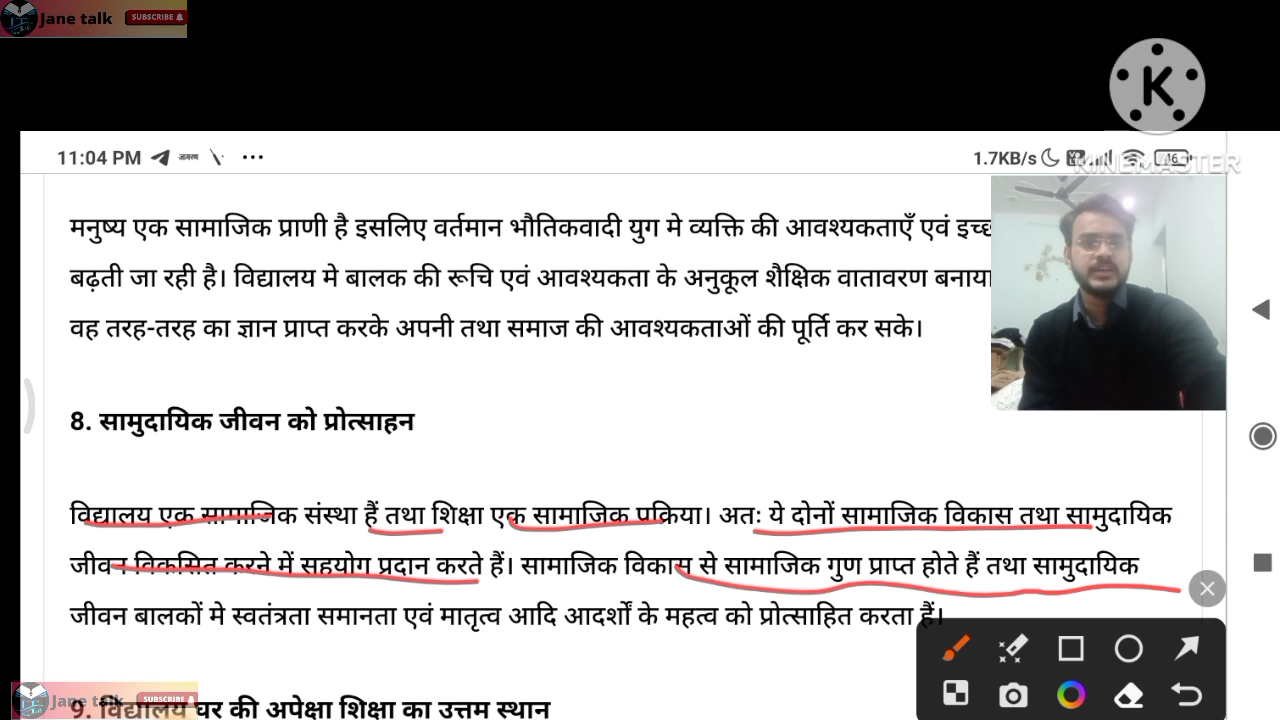 Jane talk SUBSCRIBE
K
11:04 PM जागरण ... 1.7KB/s 46
KINEMASTER
मनुष्य एक सामाजिक प्राणी है इसलिए वर्तमान भौतिकवादी युग मे व्यक्ति की आवश्यकताएँ एवं
बढ़ती जा रही है। विद्यालय मे बालक की रूचि एवं आवश्यकता के अनुकूल शैक्षिक वातावरण बनाया
वह तरह-तरह का ज्ञान प्राप्त करके अपनी तथा समाज की आवश्यकताओं की पूर्ति कर सके।
8. सामुदायिक जीवन को प्रोत्साहन
विद्यालय एक सामाजिक संस्था हैं तथा शिक्षा एक सामाजिक प्रक्रिया। अतः ये दोनों सामाजिक विकास तथा सामुदायिक
जीवन विकसित करने में सहयोग प्रदान करते हैं। सामाजिक विकास से सामाजिक गुण प्राप्त होते हैं तथा सामुदायिक
जीवन बालकों मे स्वतंत्रता समानता एवं मातृत्व आदि आदर्शों के महत्व को प्रोत्साहित करता हैं।
Jane talk SUBSCRIBE
9. विद्यालय घर की अपेक्षा शिक्षा का उत्तम स्थान